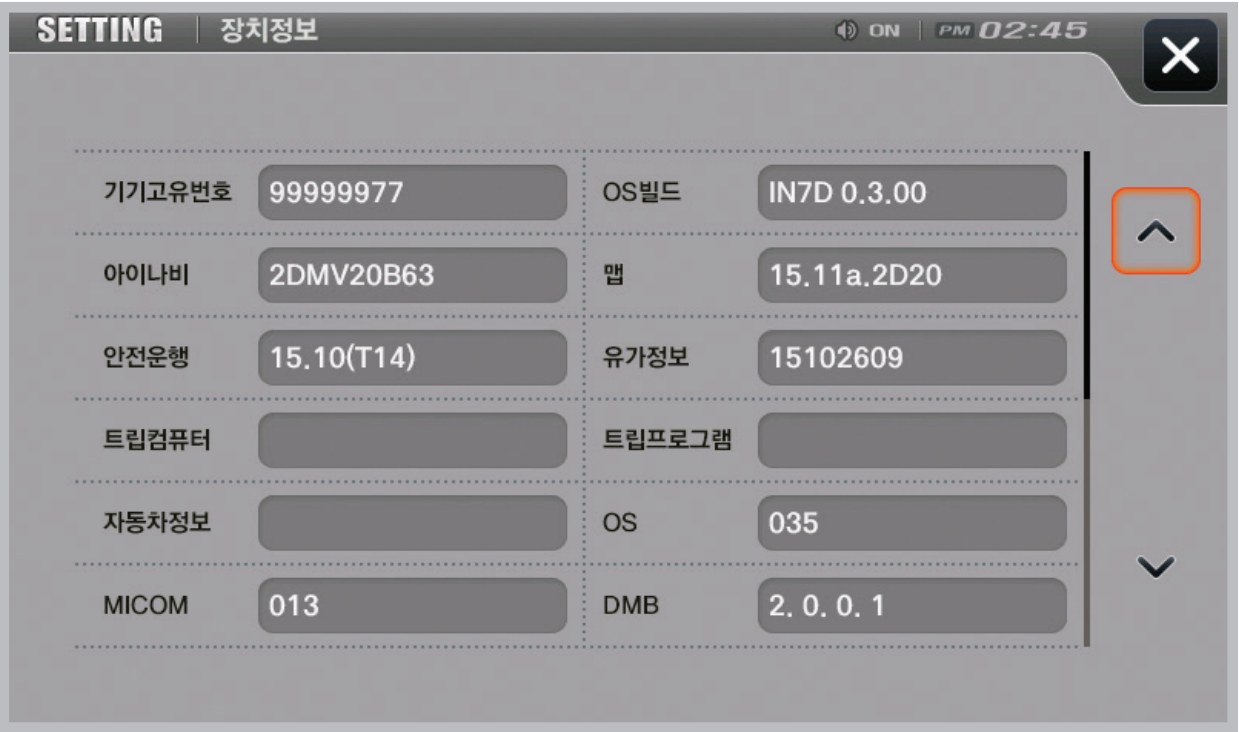 SETTING 장치정보 ON PM 02:45
기기고유번호 99999977 OS빌드 IN7D 0.3.00
아이나비 2DMV20B63 맵 15.11a.2D20
안전운행 15.10(T14) 유가정보 15102609
트립컴퓨터 트립프로그램
자동차정보 OS 035
MICOM 013 DMB 2. 0. 0. 1